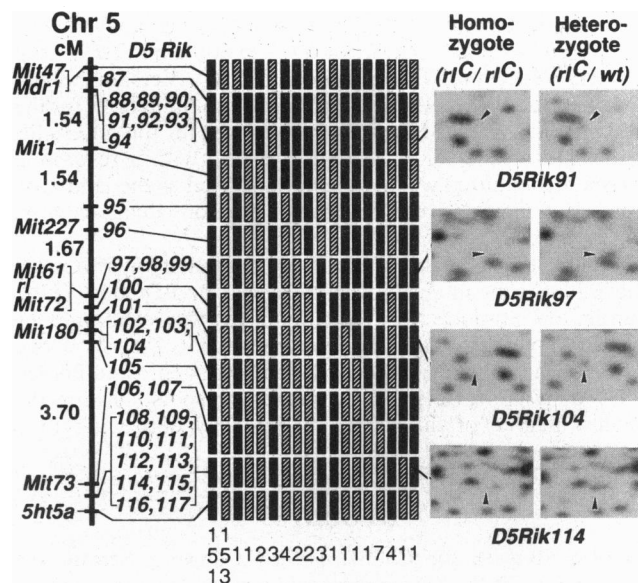 Chr 5
cM
D5 Rik
Homo-
zygote
(rlC/ rlC)
Hetero-
zygote
(rlC/wt)
Mit47
Mdr1
87
88,89,90,
91,92,93,
94
1.54
Mit1
1.54
95
Mit227
96
1.67
Mit61
rl
Mit72
97,98,99
100
101
Mit180
102,103,
104
105
3.70
106,107
108,109,
110,111,
112,113,
114,115,
116,117
Mit73
5ht5a
D5Rik91
D5Rik97
D5Rik104
D5Rik114
11
551123422311117411
13